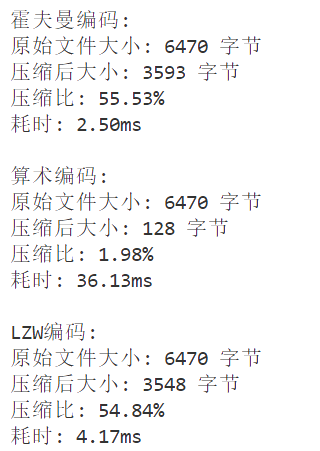 霍夫曼编码:
原始文件大小: 6470 字节
压缩后大小: 3593 字节
压缩比: 55.53%
耗时: 2.50ms
算术编码:
原始文件大小: 6470 字节
压缩后大小: 128 字节
压缩比: 1.98%
耗时: 36.13ms
LZW编码:
原始文件大小: 6470 字节
压缩后大小: 3548 字节
压缩比: 54.84%
耗时: 4.17ms